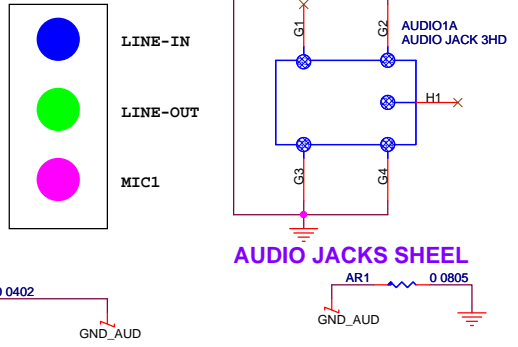 LINE-IN
LINE-OUT
MIC1
G1
G2
AUDIO1A
AUDIO JACK 3HD
H1
G3
G4
AUDIO JACKS SHEEL
0 0402
GND_AUD
AR1
0 0805
GND_AUD